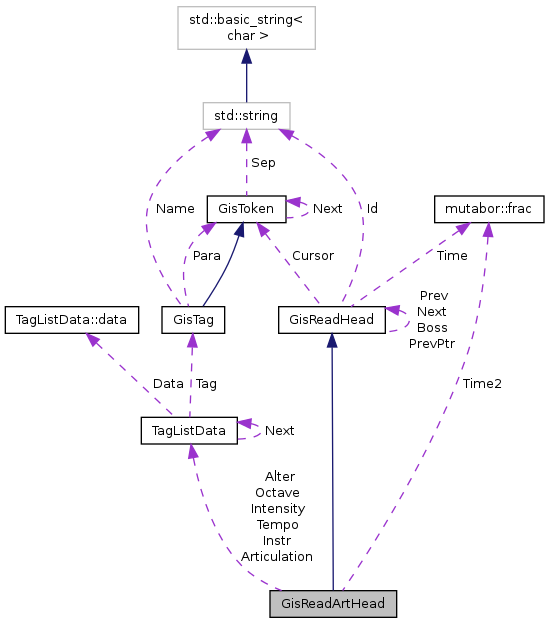 std::basic_string<
char >
std::string
Sep
Name
GisToken
Next
Id
mutabor::frac
Para
Cursor
Time
TagListData::data
GisTag
GisReadHead
Prev
Next
Boss
PrevPtr
Data
Tag
Time2
TagListData
Next
Alter
Octave
Intensity
Tempo
Instr
Articulation
GisReadArtHead